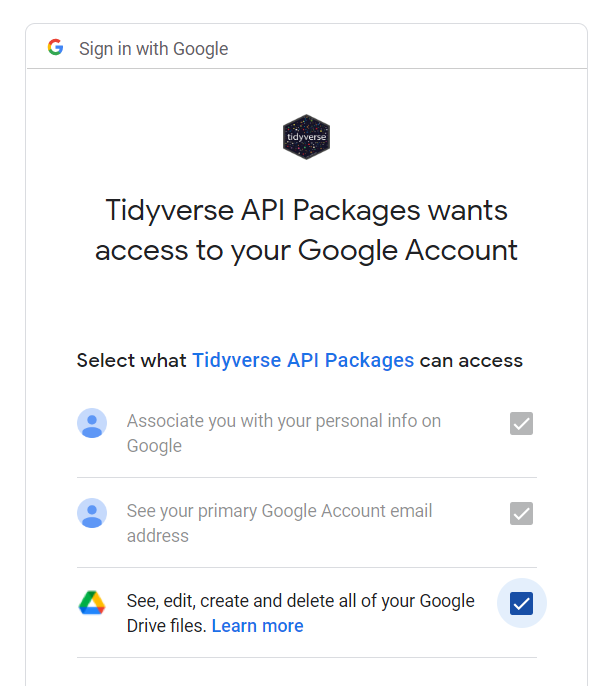 Sign in with Google
tidyverse
Tidyverse API Packages wants
access to your Google Account
Select what Tidyverse API Packages can access
Associate you with your personal info on
Google
See your primary Google Account email
address
See, edit, create and delete all of your Google
Drive files. Learn more